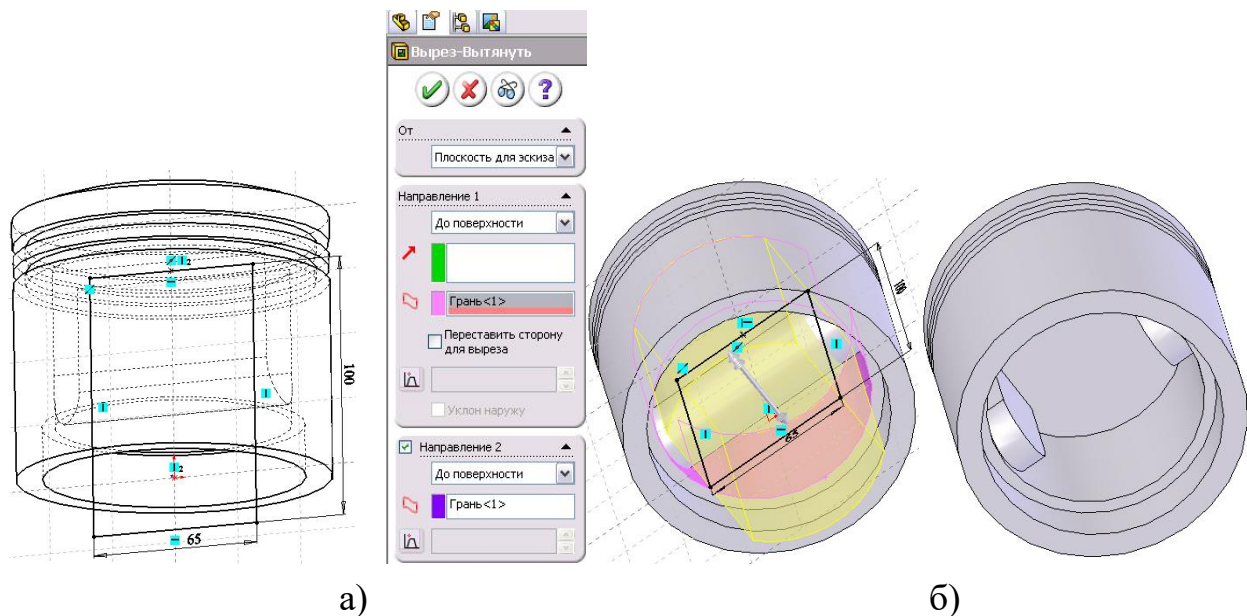 Вырез-Вытянуть
?
От
Плоскость для эскиза
Направление 1
До поверхности
Грань<1>
Переставить сторону
для выреза
Уклон наружу
Направление 2
До поверхности
Грань<1>
100
65
100
65
а)
б)